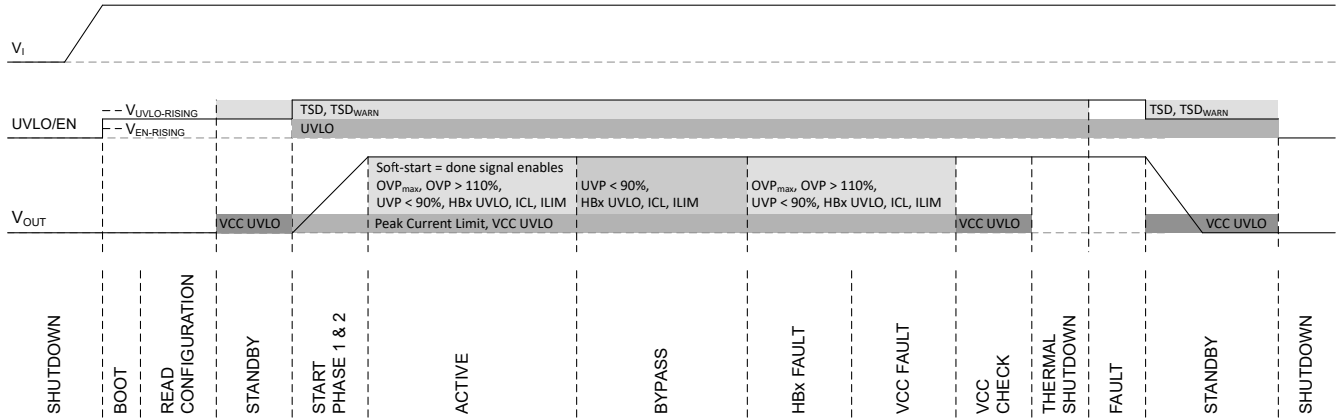 VI
VUVLO-RISING
TSD, TSDWARN
TSD, TSDWARN
UVLO/EN
VEN-RISING
UVLO
Soft-start = done signal enables
OVPmax, OVP > 110%,
UVP < 90%, HBx UVLO, ICL, ILIM
UVP < 90%,
HBx UVLO, ICL, ILIM
OVPmax, OVP > 110%,
UVP < 90%, HBx UVLO, ICL, ILIM
VOUT
VCC UVLO
Peak Current Limit, VCC UVLO
VCC UVLO
VCC UVLO
SHUTDOWN
BOOT
READ
CONFIGURATION
STANDBY
START
PHASE 1 & 2
ACTIVE
BYPASS
HBx FAULT
VCC FAULT
VCC
CHECK
THERMAL
SHUTDOWN
FAULT
STANDBY
SHUTDOWN